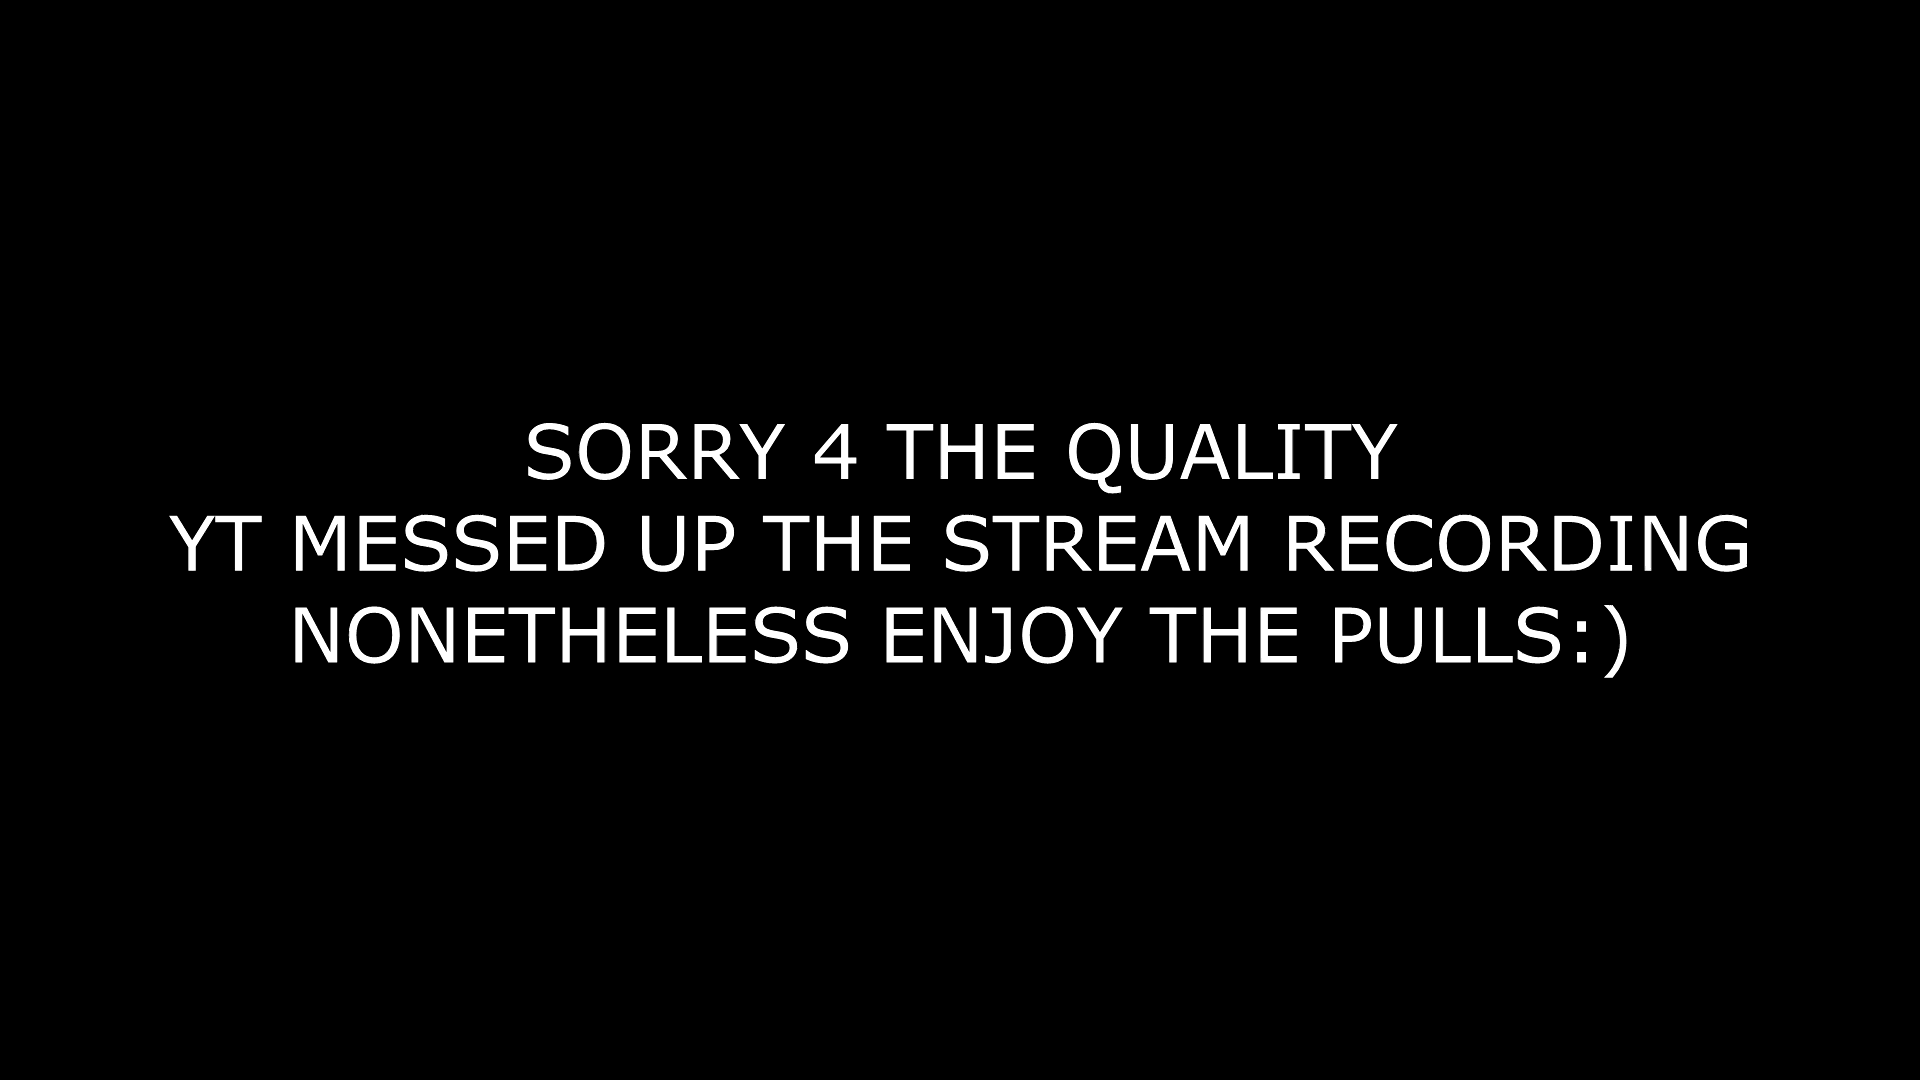 SORRY 4 THE QUALITY
YT MESSED UP THE STREAM RECORDING
NONETHELESS ENJOY THE PULLS:)